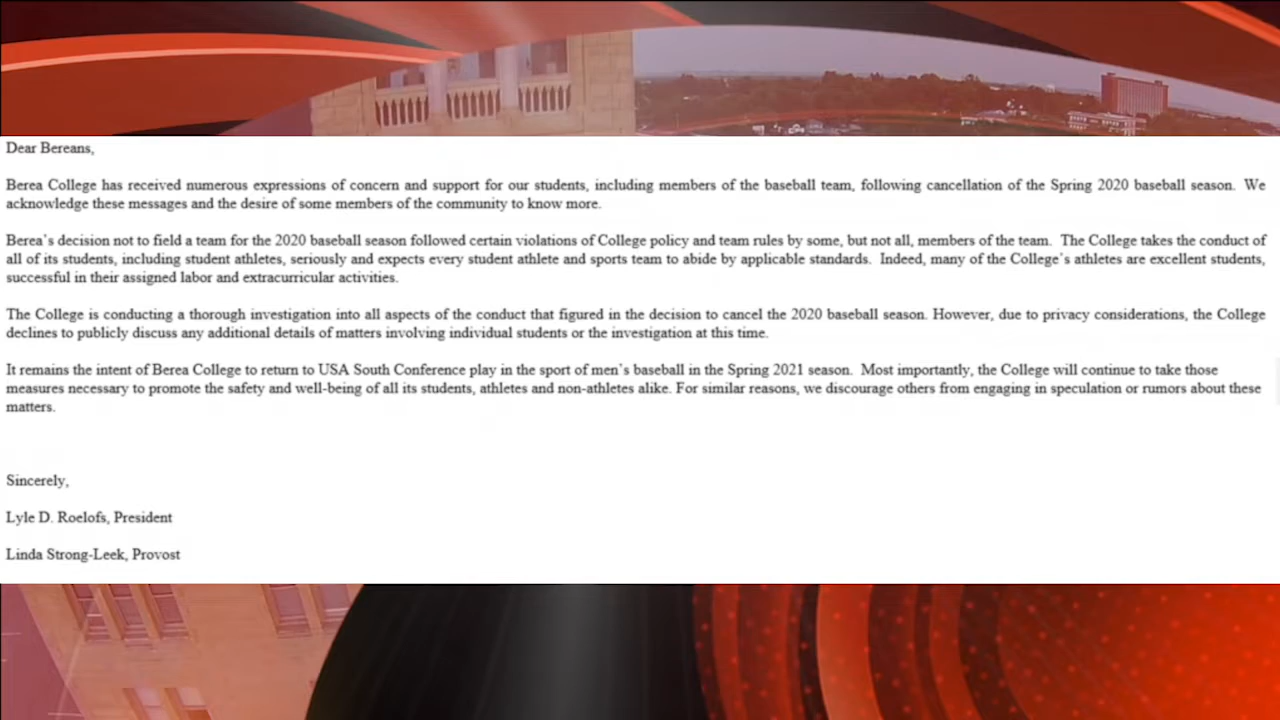 Dear Bereans,
Berea College has received numerous expressions of concern and support for our students, including members of the baseball team, following cancellation of the Spring 2020 baseball season. We
acknowledge these messages and the desire of some members of the community to know more.
Berea's decision not to field a team for the 2020 baseball season followed certain violations of College policy and team rules by some, but not all, members of the team. The College takes the conduct of
all of its students, including student athletes, seriously and expects every student athlete and sports team to abide by applicable standards. Indeed, many of the College's athletes are excellent students,
successful in their assigned labor and extracurricular activities.
The College is conducting a thorough investigation into all aspects of the conduct that figured in the decision to cancel the 2020 baseball season. However, due to privacy considerations, the College
declines to publicly discuss any additional details of matters involving individual students or the investigation at this time.
It remains the intent of Berea College to return to USA South Conference play in the sport of men's baseball in the Spring 2021 season. Most importantly, the College will continue to take those
measures necessary to promote the safety and well-being of all its students, athletes and non-athletes alike. For similar reasons, we discourage others from engaging in speculation or rumors about these
matters.
Sincerely,
Lyle D. Roelofs, President
Linda Strong-Leek, Provost